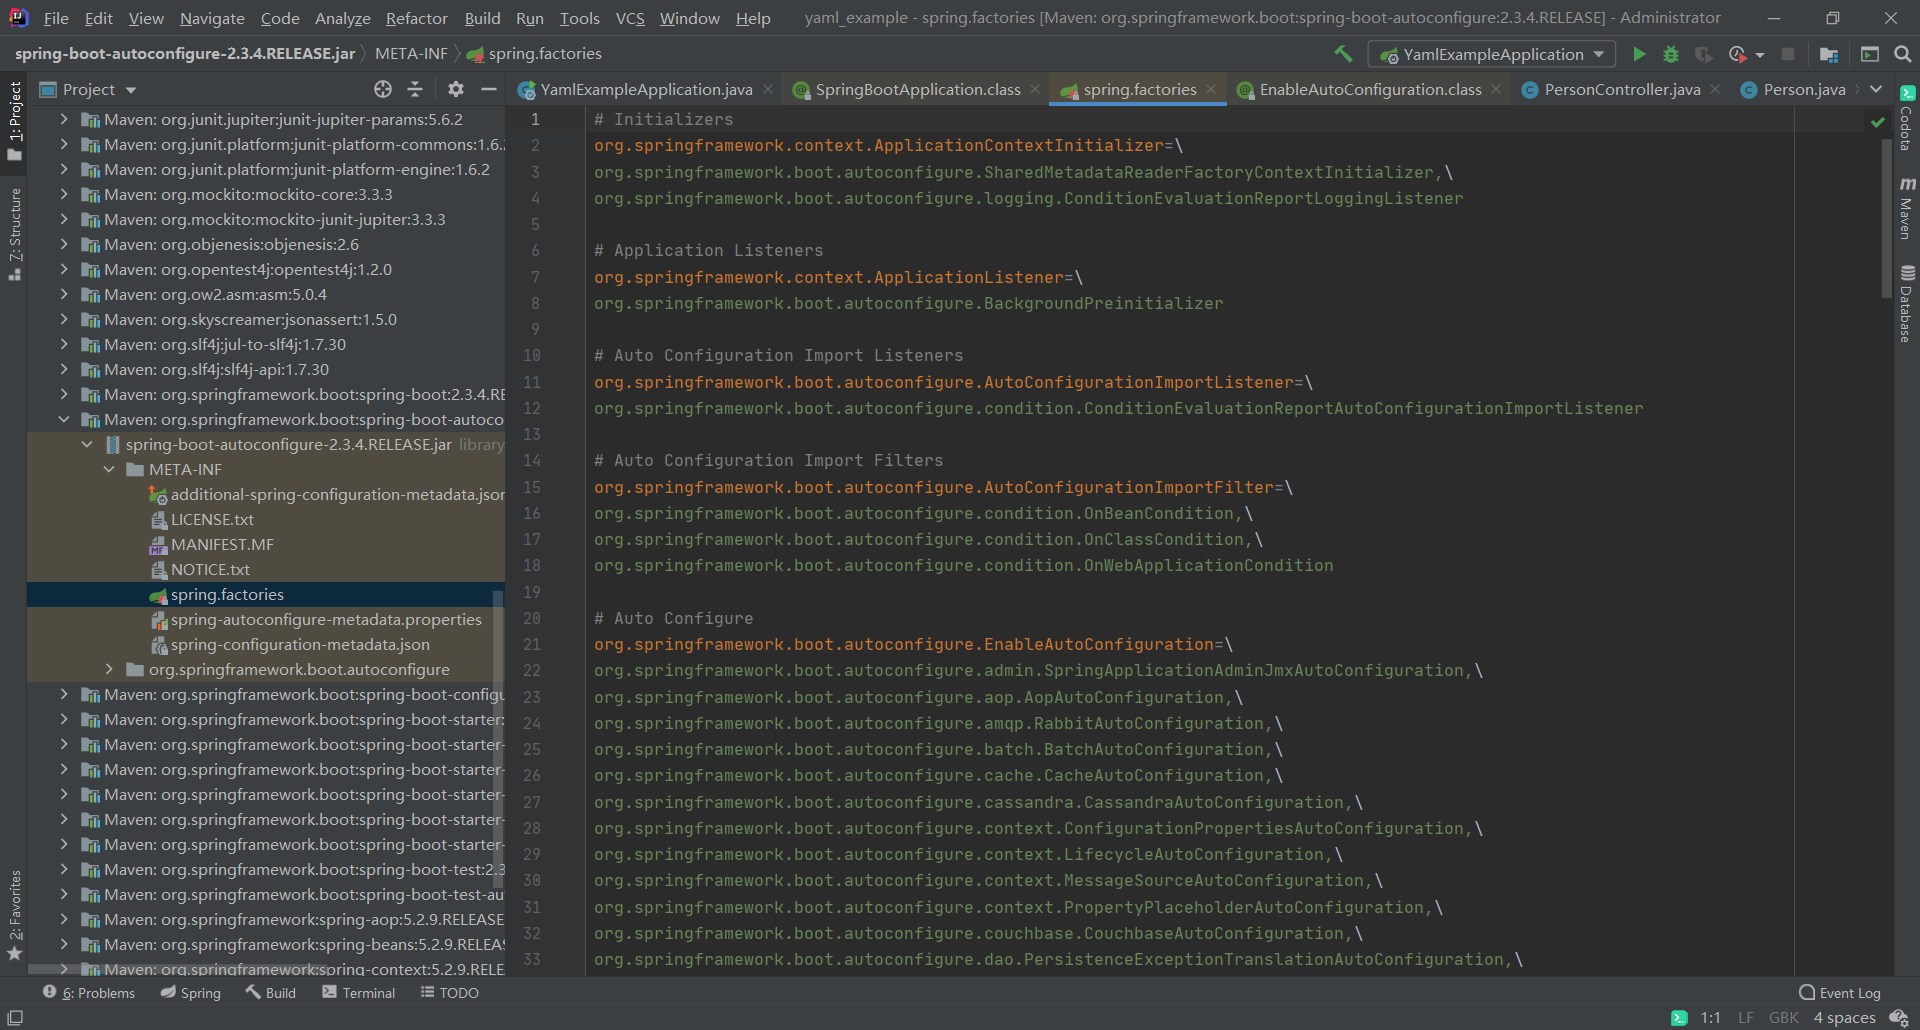 File Edit View Navigate Code Analyze Refactor Build Run Tools VCS Window Help yaml_example - spring.factories [Maven: org.springframework.boot:spring-boot-autoconfigure:2.3.4.RELEASE] - Administrator
spring-boot-autoconfigure-2.3.4.RELEASE.jar META-INF spring.factories YamlExampleApplication
Project
YamlExampleApplication.java SpringBootApplication.class spring.factories EnableAutoConfiguration.class PersonController.java Person.java
1: Project
7: Structure
2: Favorites
Maven: org.junit.jupiter:junit-jupiter-params:5.6.2
Maven: org.junit.platform:junit-platform-commons:1.6.
Maven: org.junit.platform:junit-platform-engine:1.6.2
Maven: org.mockito:mockito-core:3.3.3
Maven: org.mockito:mockito-junit-jupiter:3.3.3
Maven: org.objenesis:objenesis:2.6
Maven: org.opentest4j:opentest4j:1.2.0
Maven: org.ow2.asm:asm:5.0.4
Maven: org.skyscreamer:jsonassert:1.5.0
Maven: org.slf4j:jul-to-slf4j:1.7.30
Maven: org.slf4j:slf4j-api:1.7.30
Maven: org.springframework.boot:spring-boot:2.3.4.RE
Maven: org.springframework.boot:spring-boot-autoco
spring-boot-autoconfigure-2.3.4.RELEASE.jar library
META-INF
additional-spring-configuration-metadata.json
LICENSE.txt
MANIFEST.MF
NOTICE.txt
spring.factories
spring-autoconfigure-metadata.properties
spring-configuration-metadata.json
org.springframework.boot.autoconfigure
Maven: org.springframework.boot:spring-boot-configu
Maven: org.springframework.boot:spring-boot-starter:
Maven: org.springframework.boot:spring-boot-starter-
Maven: org.springframework.boot:spring-boot-starter-
Maven: org.springframework.boot:spring-boot-starter-
Maven: org.springframework.boot:spring-boot-starter-
Maven: org.springframework.boot:spring-boot-starter-
Maven: org.springframework.boot:spring-boot-test:2.3
Maven: org.springframework.boot:spring-boot-test-au
Maven: org.springframework:spring-aop:5.2.9.RELEASE
Maven: org.springframework:spring-beans:5.2.9.RELEAS
Maven: org.springframework:spring-context:5.2.9.RELE
1 # Initializers
2 org.springframework.context.ApplicationContextInitializer=\
3 org.springframework.boot.autoconfigure.SharedMetadataReaderFactoryContextInitializer,\
4 org.springframework.boot.autoconfigure.logging.ConditionEvaluationReportLoggingListener
5
6 # Application Listeners
7 org.springframework.context.ApplicationListener=\
8 org.springframework.boot.autoconfigure.BackgroundPreinitializer
9
10 # Auto Configuration Import Listeners
11 org.springframework.boot.autoconfigure.AutoConfigurationImportListener=\
12 org.springframework.boot.autoconfigure.condition.ConditionEvaluationReportAutoConfigurationImportListener
13
14 # Auto Configuration Import Filters
15 org.springframework.boot.autoconfigure.AutoConfigurationImportFilter=\
16 org.springframework.boot.autoconfigure.condition.OnBeanCondition,\
17 org.springframework.boot.autoconfigure.condition.OnClassCondition,\
18 org.springframework.boot.autoconfigure.condition.OnWebApplicationCondition
19
20 # Auto Configure
21 org.springframework.boot.autoconfigure.EnableAutoConfiguration=\
22 org.springframework.boot.autoconfigure.admin.SpringApplicationAdminJmxAutoConfiguration,\
23 org.springframework.boot.autoconfigure.aop.AopAutoConfiguration,\
24 org.springframework.boot.autoconfigure.amqp.RabbitAutoConfiguration,\
25 org.springframework.boot.autoconfigure.batch.BatchAutoConfiguration,\
26 org.springframework.boot.autoconfigure.cache.CacheAutoConfiguration,\
27 org.springframework.boot.autoconfigure.cassandra.CassandraAutoConfiguration,\
28 org.springframework.boot.autoconfigure.context.ConfigurationPropertiesAutoConfiguration,\
29 org.springframework.boot.autoconfigure.context.LifecycleAutoConfiguration,\
30 org.springframework.boot.autoconfigure.context.MessageSourceAutoConfiguration,\
31 org.springframework.boot.autoconfigure.context.PropertyPlaceholderAutoConfiguration,\
32 org.springframework.boot.autoconfigure.couchbase.CouchbaseAutoConfiguration,\
33 org.springframework.boot.autoconfigure.dao.PersistenceExceptionTranslationAutoConfiguration,\
Codota
Maven
Database
6: Problems Spring Build Terminal TODO Event Log
1:1 LF GBK 4 spaces